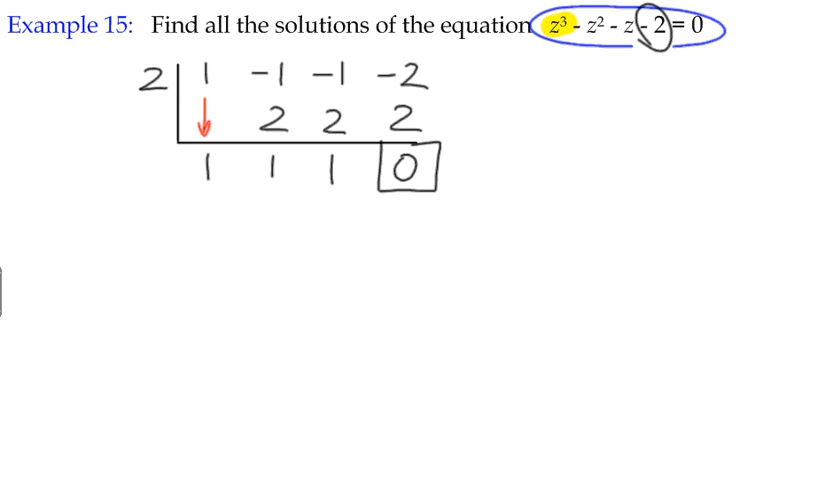 Example 15: Find all the solutions of the equation z³ - z² - z - 2 = 0
2 | 1 -1 -1 -2
↓ 2 2 2
1 1 1 0